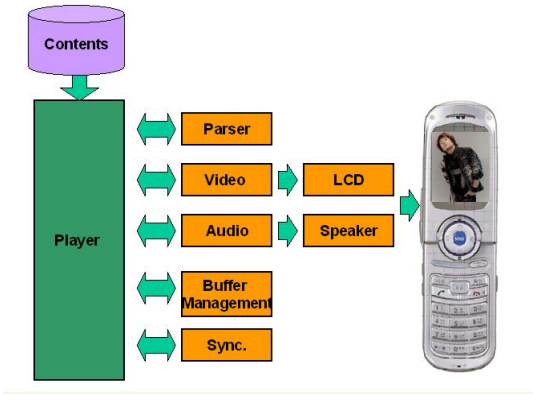 Contents
Parser
Video
LCD
Player
Audio
Speaker
Buffer
Management
Sync.